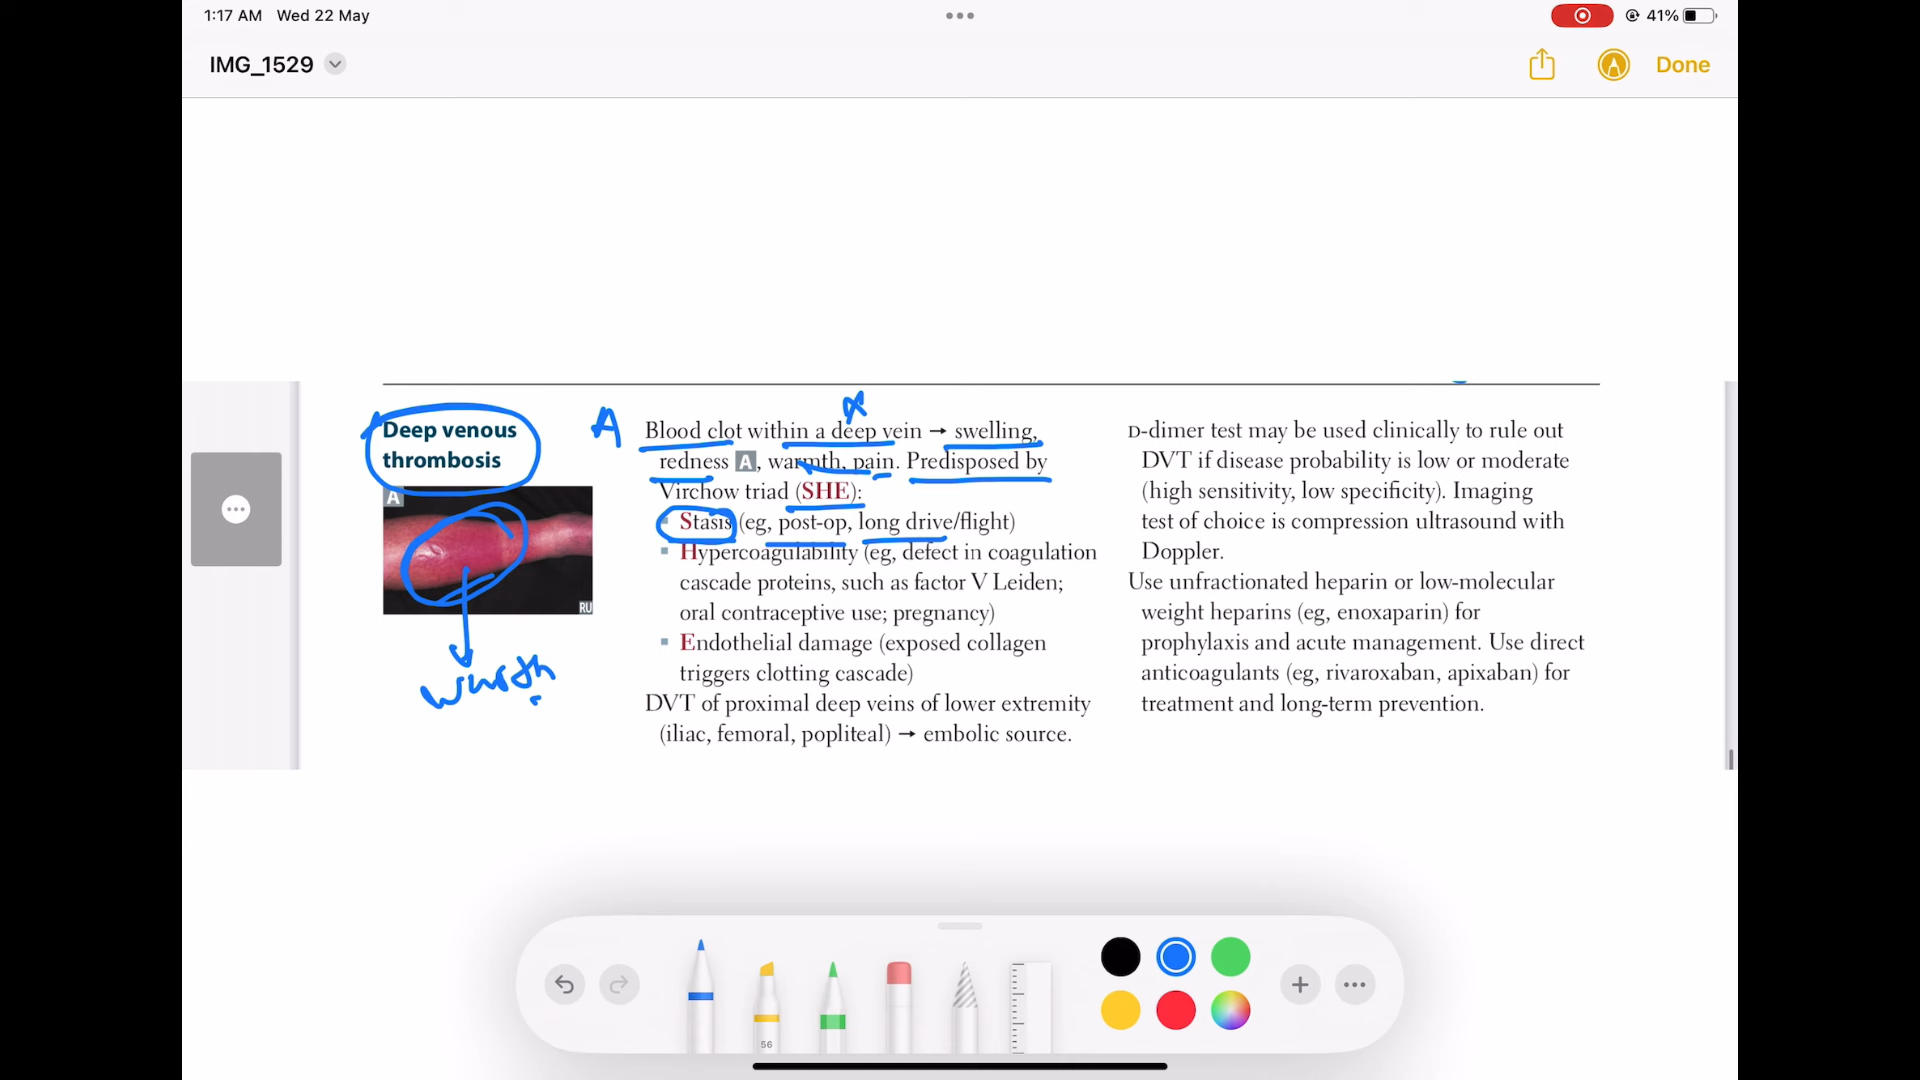 1:17 AM Wed 22 May
41%
IMG_1529
Done
Deep venous
thrombosis
A
RU
A
Blood clot within a deep vein → swelling,
redness A, warmth, pain. Predisposed by
Virchow triad (SHE):
Stasis (eg, post-op, long drive/flight)
Hypercoagulability (eg, defect in coagulation
cascade proteins, such as factor V Leiden;
oral contraceptive use; pregnancy)
Endothelial damage (exposed collagen
triggers clotting cascade)
DVT of proximal deep veins of lower extremity
(iliac, femoral, popliteal) → embolic source.
D-dimer test may be used clinically to rule out
DVT if disease probability is low or moderate
(high sensitivity, low specificity). Imaging
test of choice is compression ultrasound with
Doppler.
Use unfractionated heparin or low-molecular
weight heparins (eg, enoxaparin) for
prophylaxis and acute management. Use direct
anticoagulants (eg, rivaroxaban, apixaban) for
treatment and long-term prevention.
56